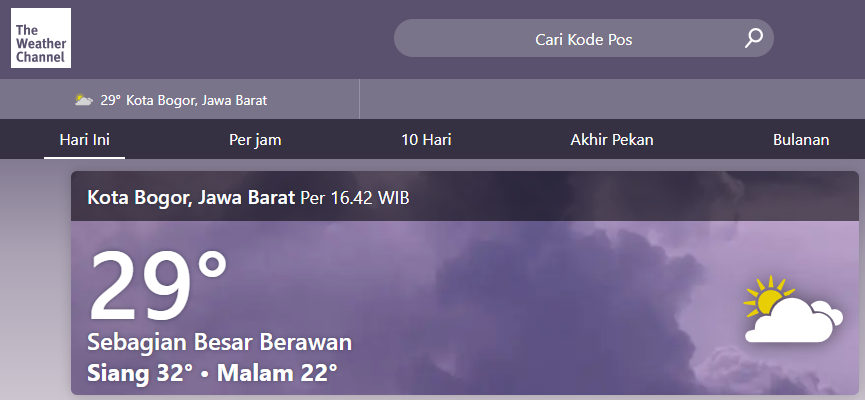 The
Weather
Channel
Cari Kode Pos
29° Kota Bogor, Jawa Barat
Hari Ini Per jam 10 Hari Akhir Pekan Bulanan
Kota Bogor, Jawa Barat Per 16.42 WIB
29°
Sebagian Besar Berawan
Siang 32° • Malam 22°